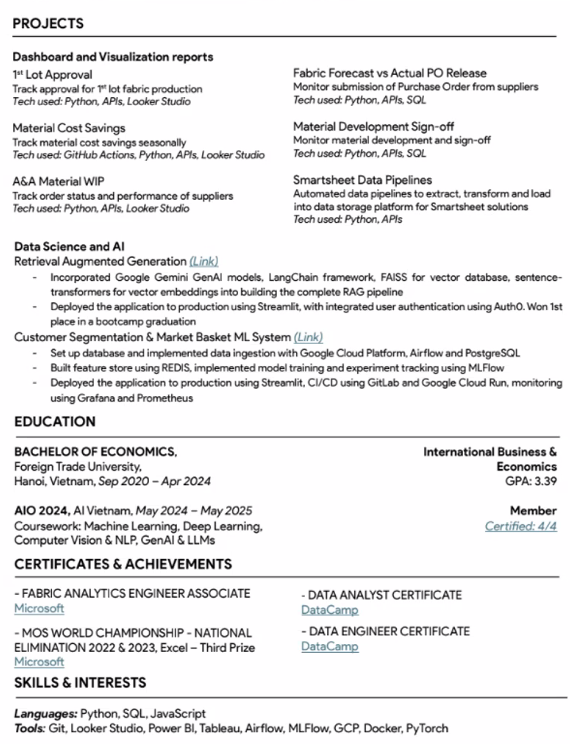 PROJECTS
Dashboard and Visualization reports
1st Lot Approval
Track approval for 1st lot fabric production
Tech used: Python, APIs, Looker Studio
Material Cost Savings
Track material cost savings seasonally
Tech used: GitHub Actions, Python, APIs, Looker Studio
A&A Material WIP
Track order status and performance of suppliers
Tech used: Python, APIs, Looker Studio
Fabric Forecast vs Actual PO Release
Monitor submission of Purchase Order from suppliers
Tech used: Python, APIs, SQL
Material Development Sign-off
Monitor material development and sign-off
Tech used: Python, APIs, SQL
Smartsheet Data Pipelines
Automated data pipelines to extract, transform and load
into data storage platform for Smartsheet solutions
Tech used: Python, APIs
Data Science and AI
Retrieval Augmented Generation (Link)
- Incorporated Google Gemini GenAI models, LangChain framework, FAISS for vector database, sentence-
transformers for vector embeddings into building the complete RAG pipeline
- Deployed the application to production using Streamlit, with integrated user authentication using Auth0. Won 1st
place in a bootcamp graduation
Customer Segmentation & Market Basket ML System (Link)
- Set up database and implemented data ingestion with Google Cloud Platform, Airflow and PostgreSQL
- Built feature store using REDIS, implemented model training and experiment tracking using MLFlow
- Deployed the application to production using Streamlit, CI/CD using GitLab and Google Cloud Run, monitoring
using Grafana and Prometheus
EDUCATION
BACHELOR OF ECONOMICS,
Foreign Trade University,
Hanoi, Vietnam, Sep 2020 – Apr 2024
International Business &
Economics
GPA: 3.39
AIO 2024, AI Vietnam, May 2024 – May 2025
Coursework: Machine Learning, Deep Learning,
Computer Vision & NLP, GenAI & LLMs
Member
Certified: 4/4
CERTIFICATES & ACHIEVEMENTS
- FABRIC ANALYTICS ENGINEER ASSOCIATE
Microsoft
- MOS WORLD CHAMPIONSHIP - NATIONAL
ELIMINATION 2022 & 2023, Excel – Third Prize
Microsoft
- DATA ANALYST CERTIFICATE
DataCamp
- DATA ENGINEER CERTIFICATE
DataCamp
SKILLS & INTERESTS
Languages: Python, SQL, JavaScript
Tools: Git, Looker Studio, Power BI, Tableau, Airflow, MLFlow, GCP, Docker, PyTorch